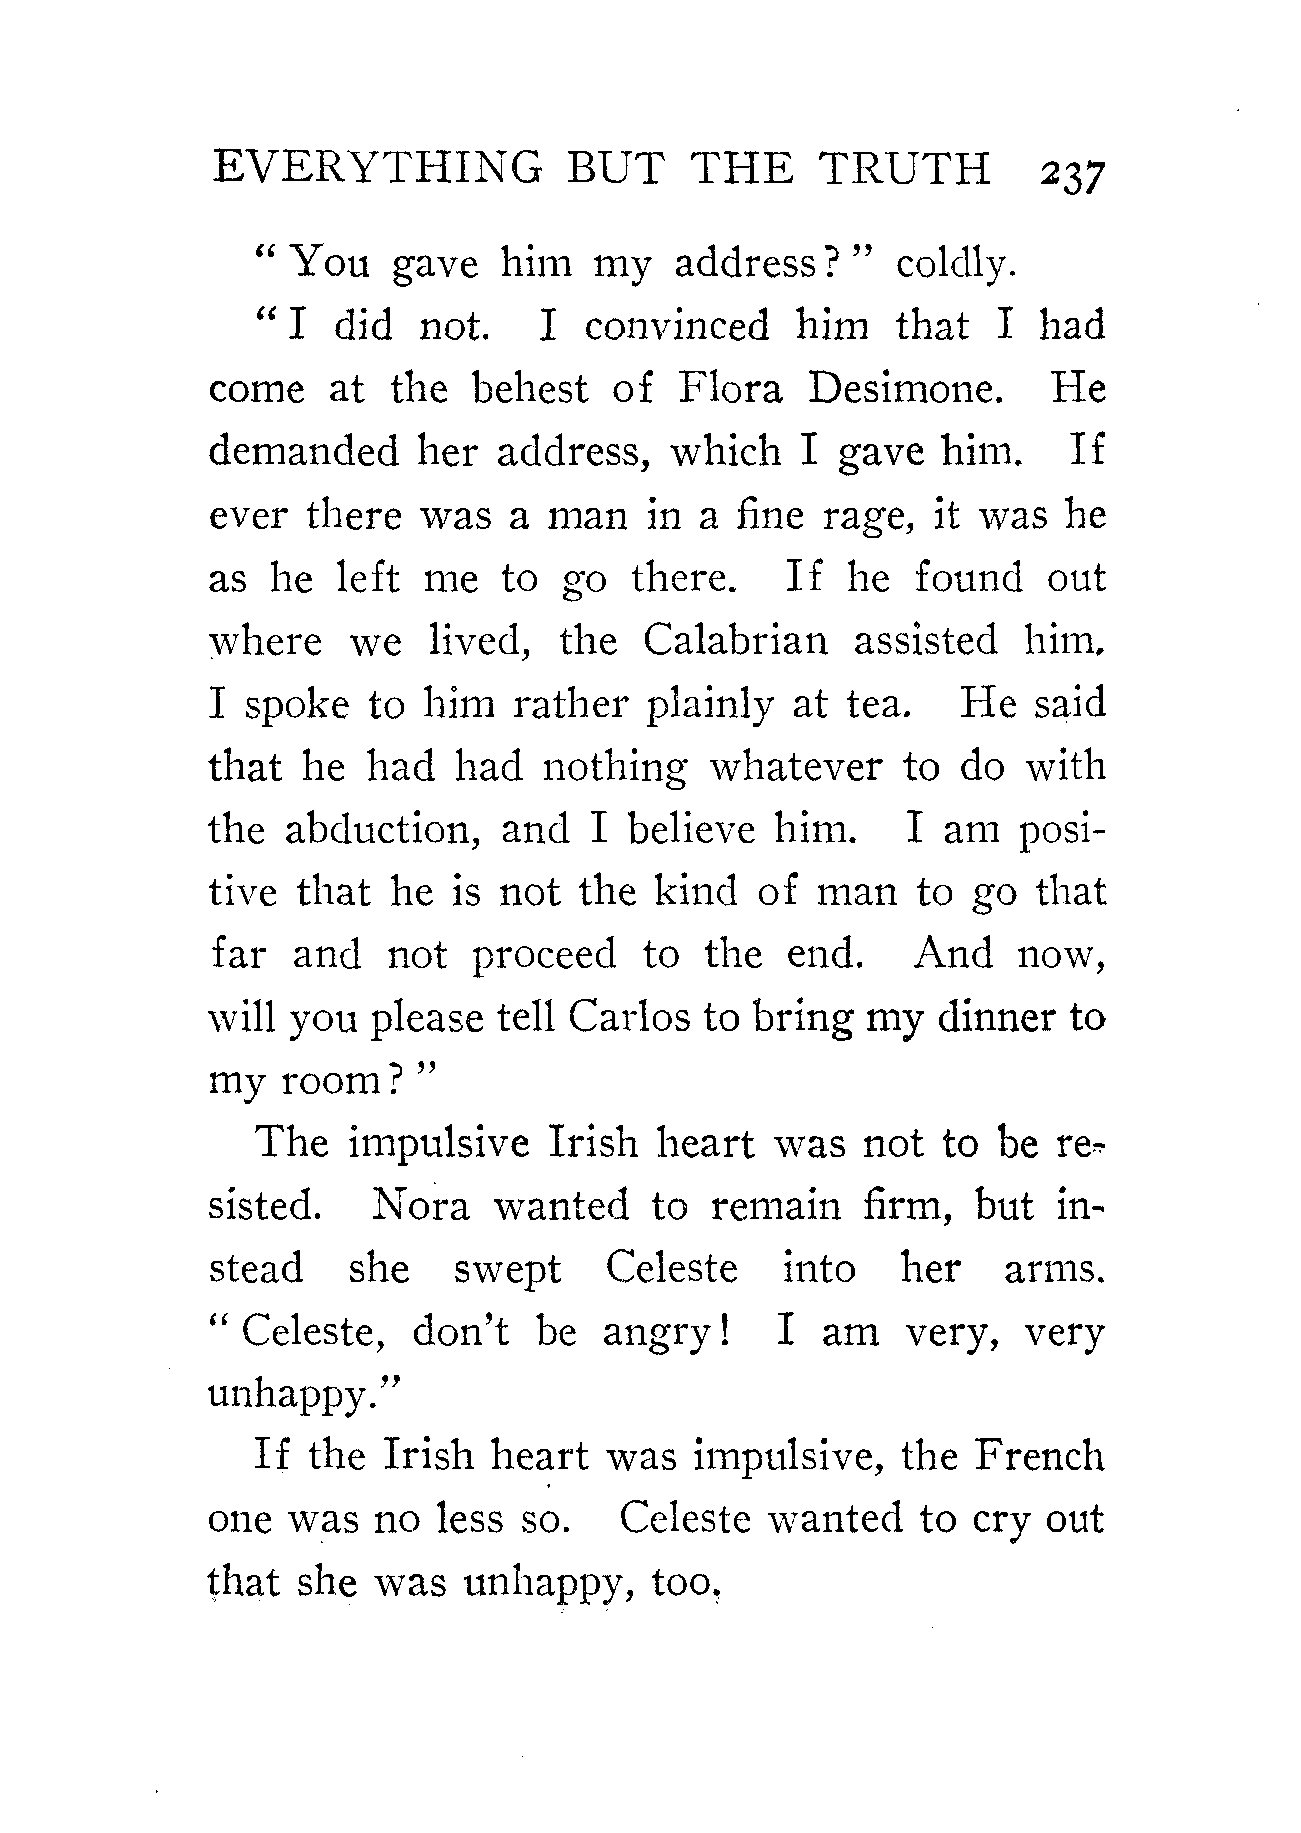 EVERYTHING BUT THE TRUTH 237
" You gave him my address? " coldly.
" I did not. I convinced him that I had
come at the behest of Flora Desimone. He
demanded her address, which I gave him. If
ever there was a man in a fine rage, it was he
as he left me to go there. If he found out
where we lived, the Calabrian assisted him.
I spoke to him rather plainly at tea. He said
that he had had nothing whatever to do with
the abduction, and I believe him. I am posi-
tive that he is not the kind of man to go that
far and not proceed to the end. And now,
will you please tell Carlos to bring my dinner to
my room? "
The impulsive Irish heart was not to be re-
sisted. Nora wanted to remain firm, but in-
stead she swept Celeste into her arms.
" Celeste, don't be angry! I am very, very
unhappy."
If the Irish heart was impulsive, the French
one was no less so. Celeste wanted to cry out
that she was unhappy, too.